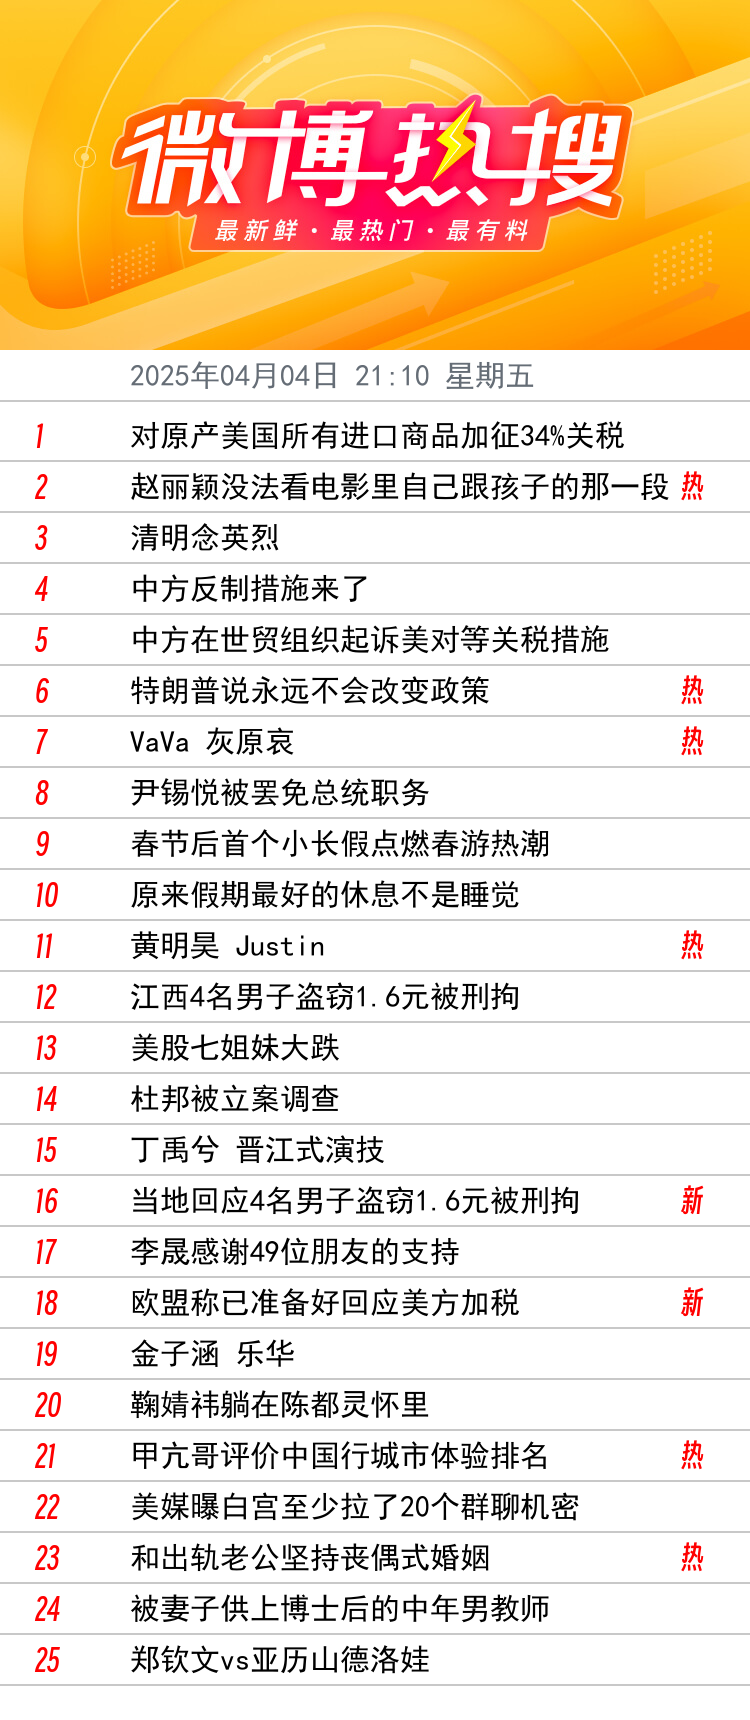 微博热搜
最新鲜·最热门·最有料
2025年04月04日 21:10 星期五
1 对原产美国所有进口商品加征34%关税
2 赵丽颖没法看电影里自己跟孩子的那一段 热
3 清明念英烈
4 中方反制措施来了
5 中方在世贸组织起诉美对等关税措施
6 特朗普说永远不会改变政策 热
7 VaVa 灰原哀 热
8 尹锡悦被罢免总统职务
9 春节后首个小长假点燃春游热潮
10 原来假期最好的休息不是睡觉
11 黄明昊 Justin 热
12 江西4名男子盗窃1.6元被刑拘
13 美股七姐妹大跌
14 杜邦被立案调查
15 丁禹兮 晋江式演技
16 当地回应4名男子盗窃1.6元被刑拘 新
17 李晟感谢49位朋友的支持
18 欧盟称已准备好回应美方加税 新
19 金子涵 乐华
20 鞠婧祎躺在陈都灵怀里
21 甲亢哥评价中国行城市体验排名 热
22 美媒曝白宫至少拉了20个群聊机密
23 和出轨老公坚持丧偶式婚姻 热
24 被妻子供上博士后的中年男教师
25 郑钦文vs亚历山德洛娃